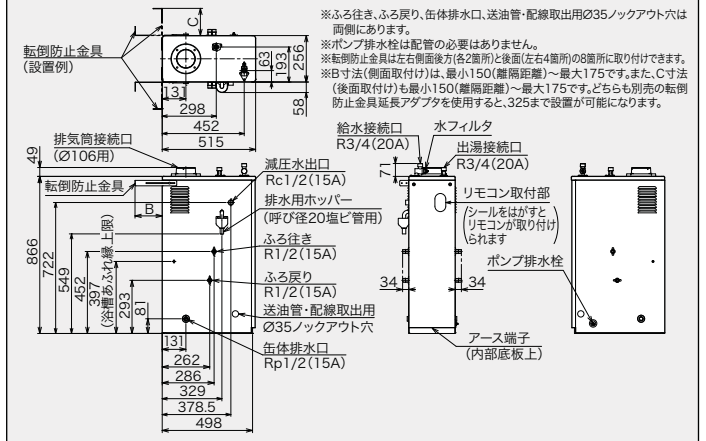 ※ふろ往き、ふろ戻り、缶体排水口、送油管・配線取出用Ø35ノックアウト穴は
両側にあります。
※ポンプ排水栓は配管の必要はありません。
※転倒防止金具は左右側面後方(各2箇所)と後面(左右4箇所)の8箇所に取り付けできます。
※B寸法(側面取付け)は、最小150(離隔距離)~最大175です。また、C寸法
(後面取付け)も最小150(離隔距離)~最大175です。どちらも別売の転倒
防止金具延長アダプタを使用すると、325まで設置が可能になります。
転倒防止金具
(設置例)
C
63
193
256
58
131
298
452
515
排気筒接続口
(Ø106用)
49
転倒防止金具
B
減圧水出口
Rc1/2(15A)
排水用ホッパー
(呼び径20塩ビ管用)
ふろ往き
R1/2(15A)
ふろ戻り
R1/2(15A)
送油管・配線取出用
Ø35ノックアウト穴
缶体排水口
Rp1/2(15A)
866
722
549
452
397
(浴槽あふれ縁上限)
293
81
131
262
286
329
378.5
498
給水接続口
R3/4(20A)
水フィルタ
出湯接続口
R3/4(20A)
71
リモコン取付部
(シールをはがすと
リモコンが取り付け
られます)
ポンプ排水栓
34
34
アース端子
(内部底板上)